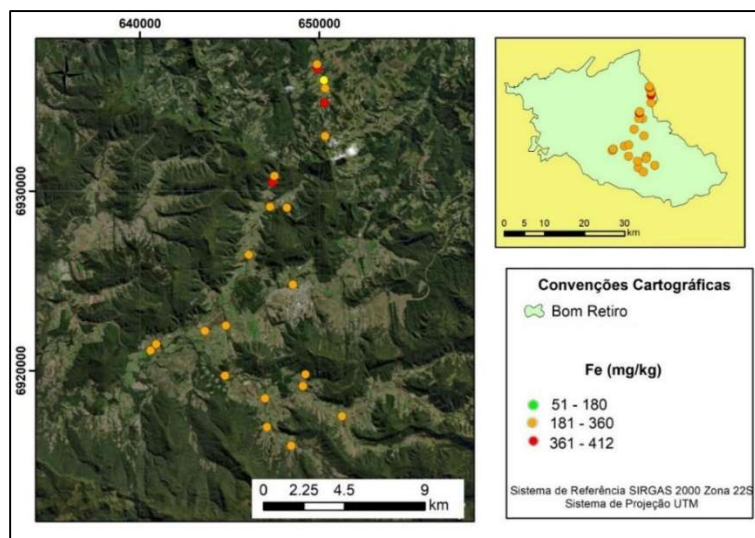 640000
650000
6930000
6920000
0 2.25 4.5 9
km
0 5 10 20 30
km
Convenções Cartográficas
Bom Retiro
Fe (mg/kg)
51 - 180
181 - 360
361 - 412
Sistema de Referência SIRGAS 2000 Zona 22S
Sistema de Projeção UTM